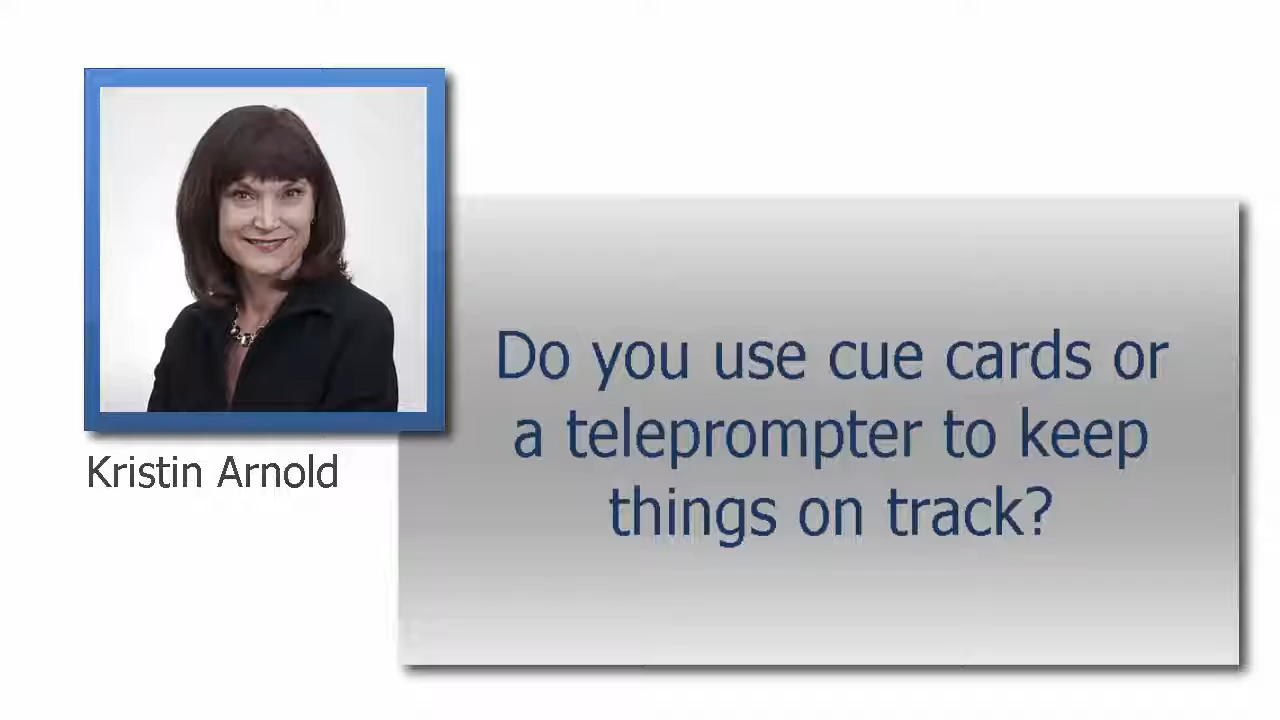 Kristin Arnold
Do you use cue cards or
a teleprompter to keep
things on track?